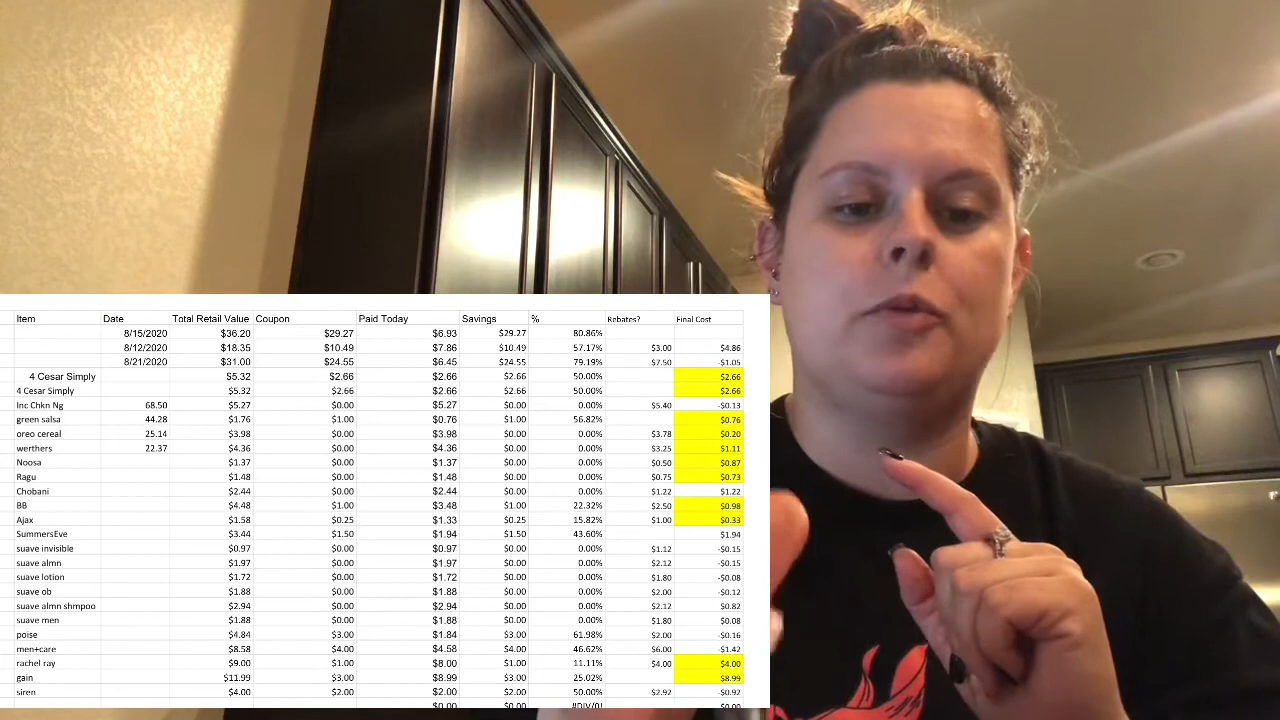 Item Date Total Retail Value Coupon Paid Today Savings % Rebates? Final Cost
8/15/2020 $36.20 $29.27 $6.93 $29.27 80.86%
8/12/2020 $18.35 $10.49 $7.86 $10.49 57.17% $3.00 $4.86
8/21/2020 $31.00 $24.55 $6.45 $24.55 79.19% $7.50 -$1.05
4 Cesar Simply $5.32 $2.66 $2.66 $2.66 50.00% $2.66
4 Cesar Simply $5.32 $2.66 $2.66 $2.66 50.00% $2.66
Inc Chkn Ng 68.50 $5.27 $0.00 $5.27 $0.00 0.00% $5.40 -$0.13
green salsa 44.28 $1.76 $1.00 $0.76 $1.00 56.82% $0.76
oreo cereal 25.14 $3.98 $0.00 $3.98 $0.00 0.00% $3.78 $0.20
werthers 22.37 $4.36 $0.00 $4.36 $0.00 0.00% $3.25 $1.11
Noosa $1.37 $0.00 $1.37 $0.00 0.00% $0.50 $0.87
Ragu $1.48 $0.00 $1.48 $0.00 0.00% $0.75 $0.73
Chobani $2.44 $0.00 $2.44 $0.00 0.00% $1.22 $1.22
BB $4.48 $1.00 $3.48 $1.00 22.32% $2.50 $0.98
Ajax $1.58 $0.25 $1.33 $0.25 15.82% $1.00 $0.33
SummersEve $3.44 $1.50 $1.94 $1.50 43.60% $1.94
suave invisible $0.97 $0.00 $0.97 $0.00 0.00% $1.12 -$0.15
suave almn $1.97 $0.00 $1.97 $0.00 0.00% $2.12 -$0.15
suave lotion $1.72 $0.00 $1.72 $0.00 0.00% $1.80 -$0.08
suave ob $1.88 $0.00 $1.88 $0.00 0.00% $2.00 -$0.12
suave almn shmpoo $2.94 $0.00 $2.94 $0.00 0.00% $2.12 $0.82
suave men $1.88 $0.00 $1.88 $0.00 0.00% $1.80 $0.08
poise $4.84 $3.00 $1.84 $3.00 61.98% $2.00 -$0.16
men+care $8.58 $4.00 $4.58 $4.00 46.62% $6.00 -$1.42
rachel ray $9.00 $1.00 $8.00 $1.00 11.11% $4.00 $4.00
gain $11.99 $3.00 $8.99 $3.00 25.02% $8.99
siren $4.00 $2.00 $2.00 $2.00 50.00% $2.92 -$0.92
$0.00 $0.00 #DIV/0! $0.00